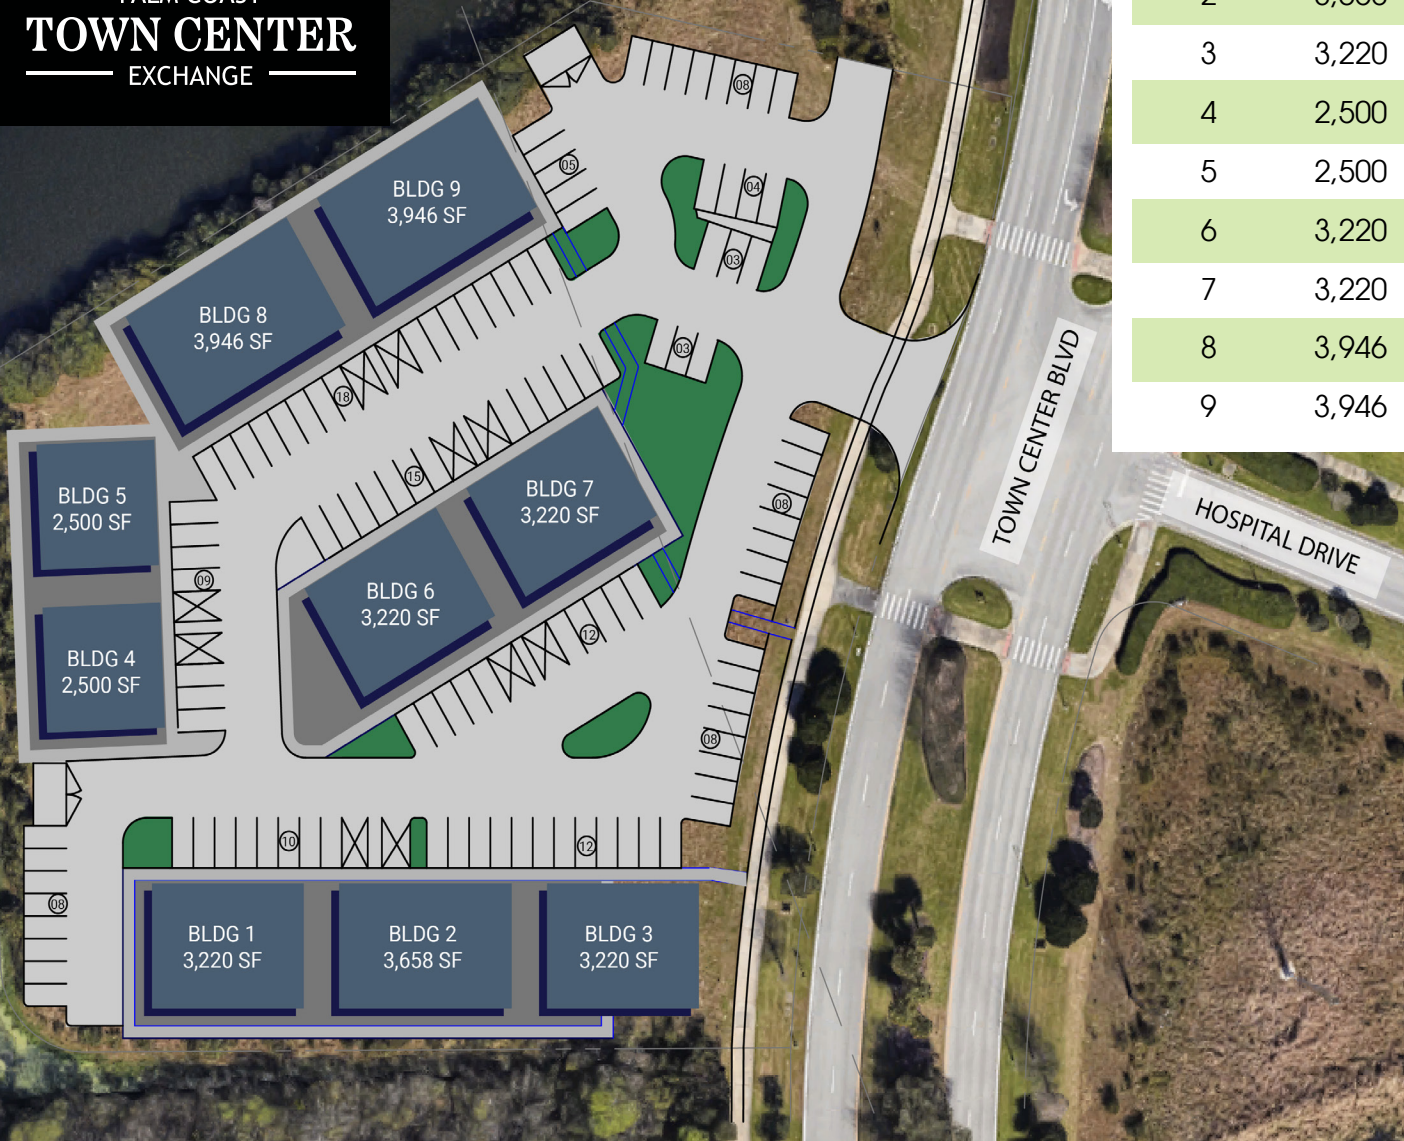 TOWN CENTER
EXCHANGE
3 3,220
4 2,500
5 2,500
6 3,220
7 3,220
8 3,946
9 3,946
08
05
04
03
BLDG 9
3,946 SF
BLDG 8
3,946 SF
03
18
15
08
BLDG 7
3,220 SF
BLDG 5
2,500 SF
09
BLDG 6
3,220 SF
12
BLDG 4
2,500 SF
08
10
12
08
BLDG 1
3,220 SF
BLDG 2
3,658 SF
BLDG 3
3,220 SF
TOWN CENTER BLVD
HOSPITAL DRIVE